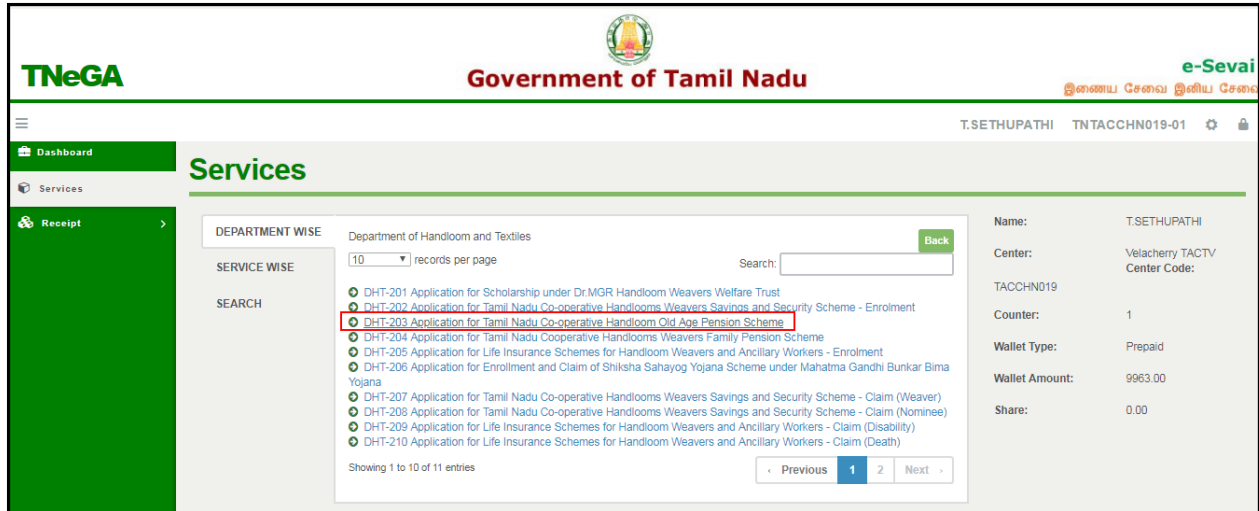 TNeGA
Government of Tamil Nadu
e-Sevai
இணைய சேவை இனிய சேவை
T.SETHUPATHI TNTACCHN019-01
Dashboard
Services
Receipt
Services
DEPARTMENT WISE
SERVICE WISE
SEARCH
Department of Handloom and Textiles
Back
10 records per page
Search:
DHT-201 Application for Scholarship under Dr.MGR Handloom Weavers Welfare Trust
DHT-202 Application for Tamil Nadu Co-operative Handlooms Weavers Savings and Security Scheme - Enrolment
DHT-203 Application for Tamil Nadu Co-operative Handloom Old Age Pension Scheme
DHT-204 Application for Tamil Nadu Cooperative Handlooms Weavers Family Pension Scheme
DHT-205 Application for Life Insurance Schemes for Handloom Weavers and Ancillary Workers - Enrolment
DHT-206 Application for Enrollment and Claim of Shiksha Sahayog Yojana Scheme under Mahatma Gandhi Bunkar Bima
Yojana
DHT-207 Application for Tamil Nadu Co-operative Handlooms Weavers Savings and Security Scheme - Claim (Weaver)
DHT-208 Application for Tamil Nadu Co-operative Handlooms Weavers Savings and Security Scheme - Claim (Nominee)
DHT-209 Application for Life Insurance Schemes for Handloom Weavers and Ancillary Workers - Claim (Disability)
DHT-210 Application for Life Insurance Schemes for Handloom Weavers and Ancillary Workers - Claim (Death)
Showing 1 to 10 of 11 entries
Previous 1 2 Next
Name: T.SETHUPATHI
Center: Velacherry TACTV
Center Code:
TACCHN019
Counter: 1
Wallet Type: Prepaid
Wallet Amount: 9963.00
Share: 0.00